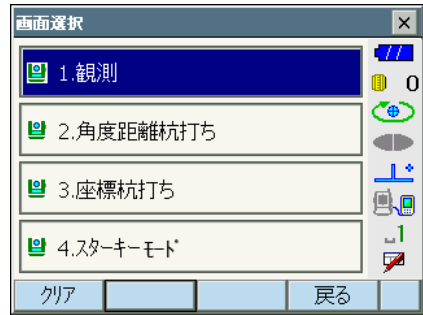 画面選択
1.観測
0
2.角度距離杭打ち
3.座標杭打ち
1
4.スターキーモード
クリア
戻る